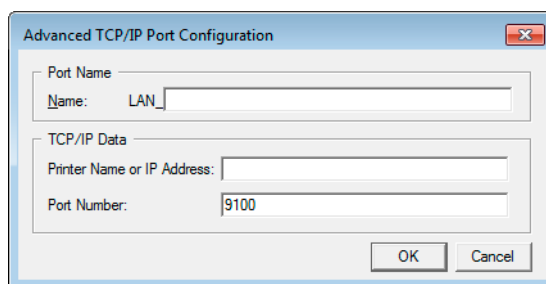 Advanced TCP/IP Port Configuration
Port Name
Name: LAN_
TCP/IP Data
Printer Name or IP Address:
Port Number: 9100
OK Cancel